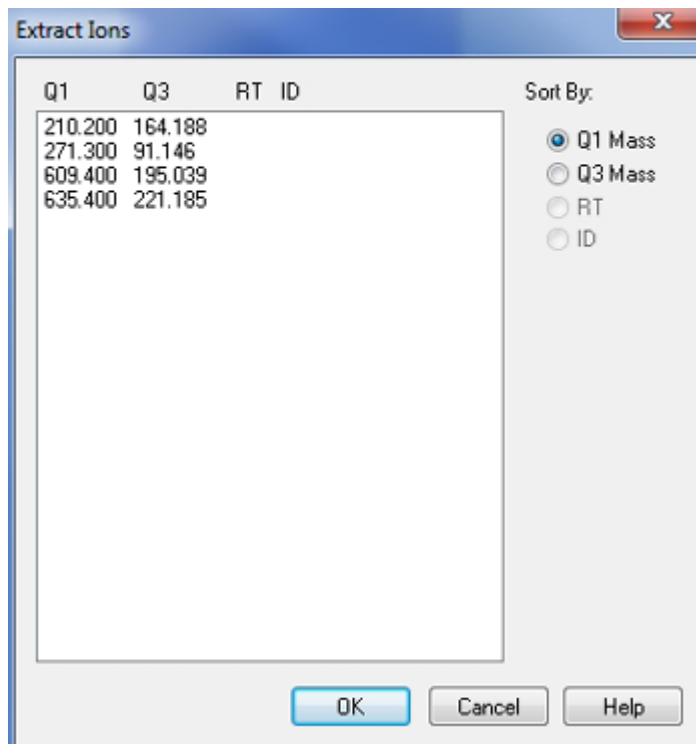 Extract Ions
Q1 Q3 RT ID
210.200 164.188
271.300 91.146
609.400 195.039
635.400 221.185
Sort By:
Q1 Mass
Q3 Mass
RT
ID
OK Cancel Help